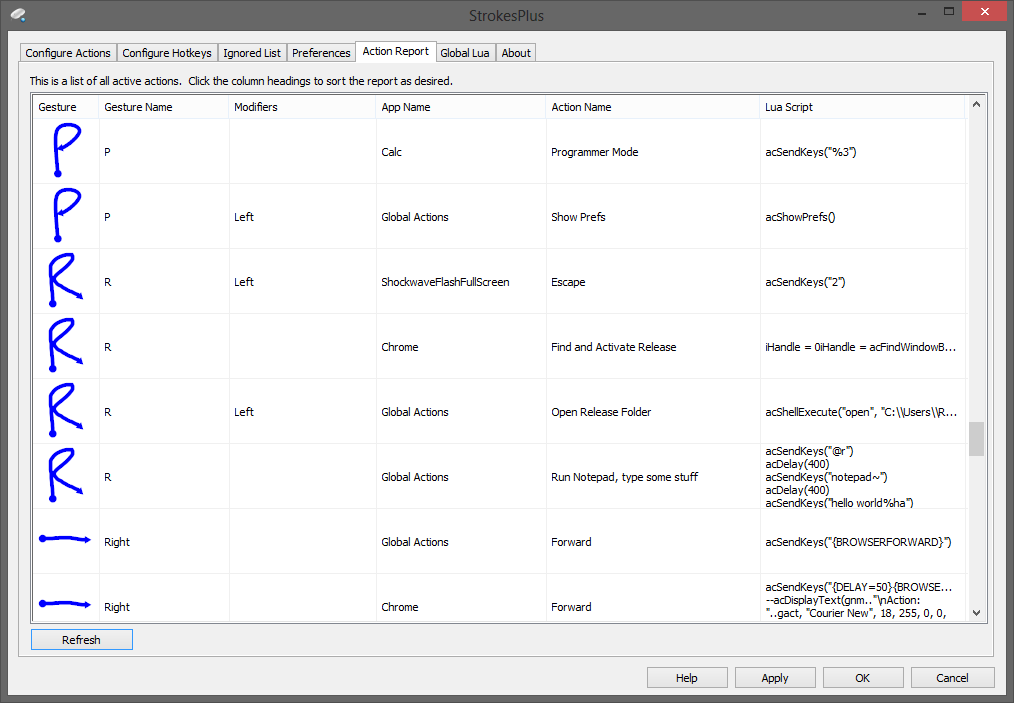 StrokesPlus
Configure Actions Configure Hotkeys Ignored List Preferences Action Report Global Lua About
This is a list of all active actions. Click the column headings to sort the report as desired.
Gesture Gesture Name Modifiers App Name Action Name Lua Script
P Calc Programmer Mode acSendKeys("%3")
P Left Global Actions Show Prefs acShowPrefs()
R Left ShockwaveFlashFullScreen Escape acSendKeys("2")
R Chrome Find and Activate Release iHandle = 0iHandle = acFindWindowB...
R Left Global Actions Open Release Folder acShellExecute("open", "C:\\Users\\R...
R Global Actions Run Notepad, type some stuff acSendKeys("@r")
acDelay(400)
acSendKeys("notepad~")
acDelay(400)
acSendKeys("hello world%ha")
Right Global Actions Forward acSendKeys("{BROWSERFORWARD}")
Right Chrome Forward acSendKeys("{DELAY=50}{BROWSE...
--acDisplayText(gnm.."\nAction:
"..gact, "Courier New", 18, 255, 0, 0,
Refresh
Help Apply OK Cancel